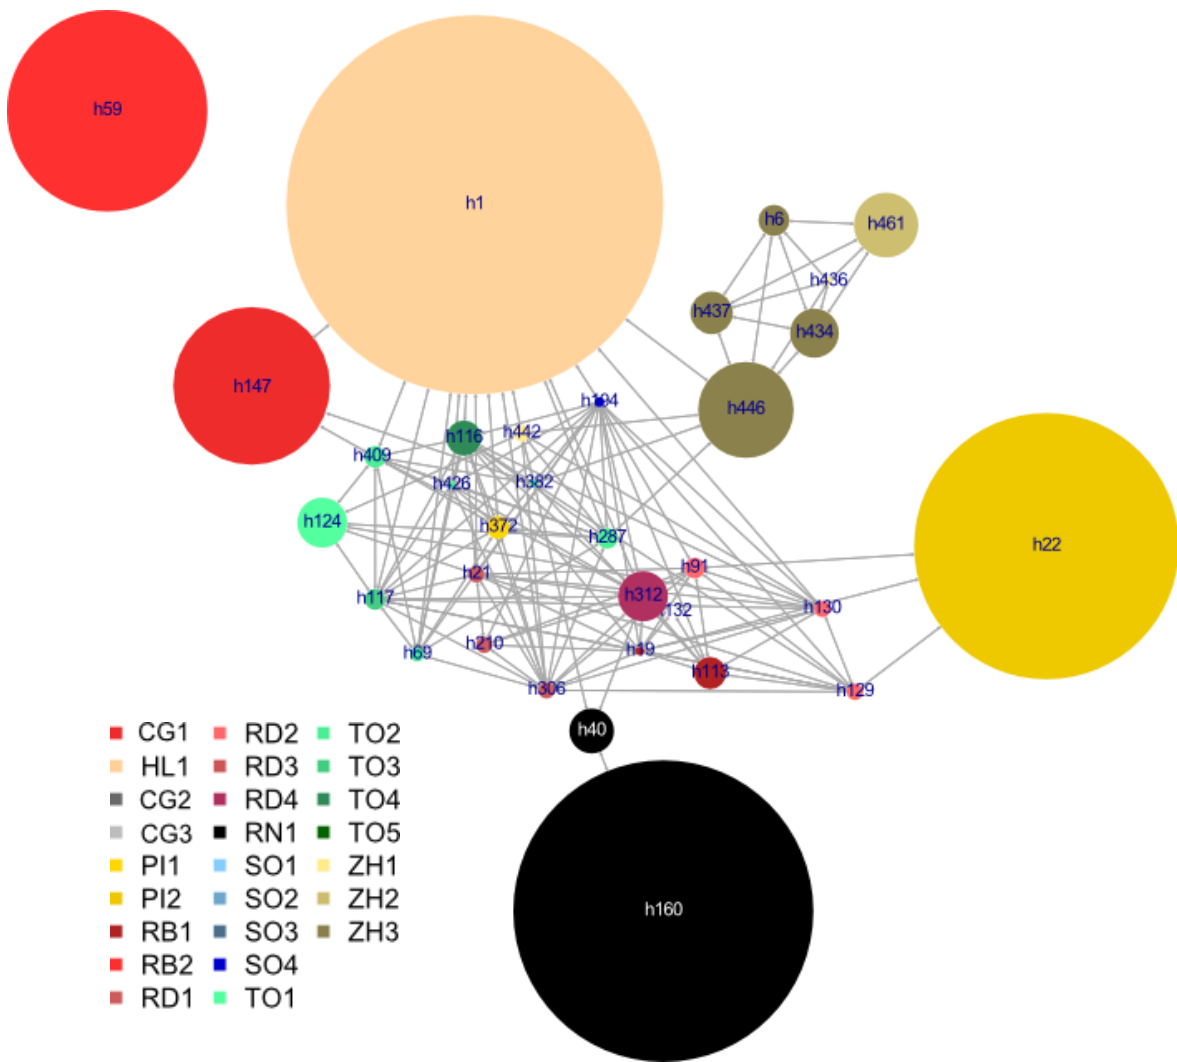 h59
h1
h6
h461
h436
h437
h434
h147
h194
h446
h116
h442
h409
h426
h382
h124
h372
h287
h22
h21
h91
h117
h312
h132
h130
h69
h210
h19
h113
h306
h129
h40
CG1 RD2 TO2
HL1 RD3 TO3
CG2 RD4 TO4
CG3 RN1 TO5
PI1 SO1 ZH1
PI2 SO2 ZH2
RB1 SO3 ZH3
RB2 SO4
RD1 TO1
h160